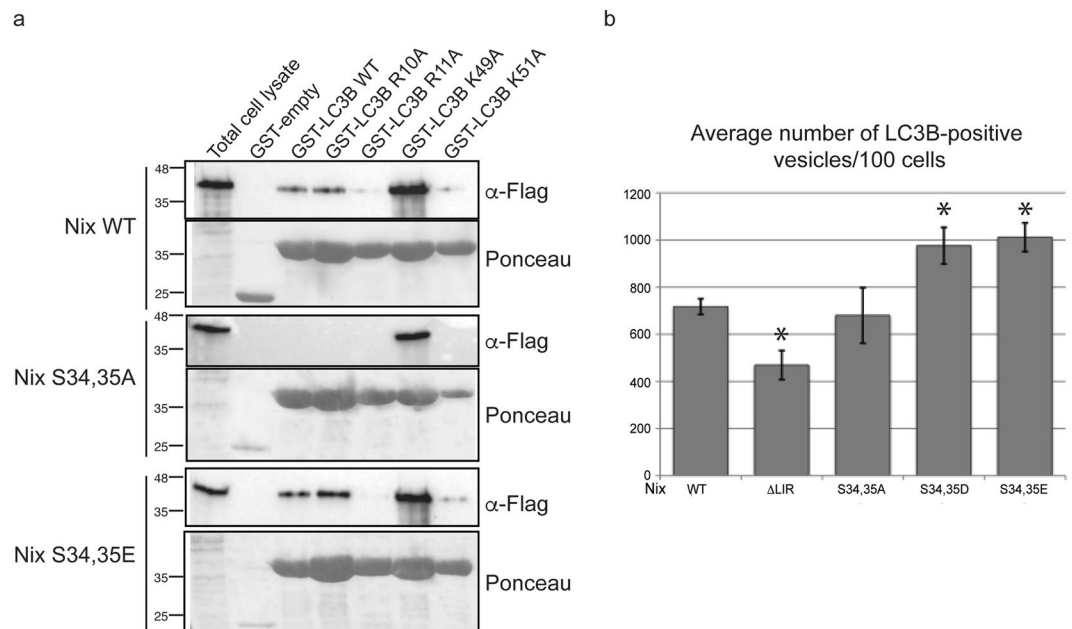 a
Total cell lysate
GST-empty
GST-LC3B WT
GST-LC3B R10A
GST-LC3B R11A
GST-LC3B K49A
GST-LC3B K51A
Nix WT
48
35
α-Flag
35
25
Ponceau
Nix S34,35A
48
35
α-Flag
35
25
Ponceau
Nix S34,35E
48
35
α-Flag
35
25
Ponceau
b
Average number of LC3B-positive
vesicles/100 cells
1200
1000
800
600
400
200
0
* * *
Nix WT ΔLIR S34,35A S34,35D S34,35E